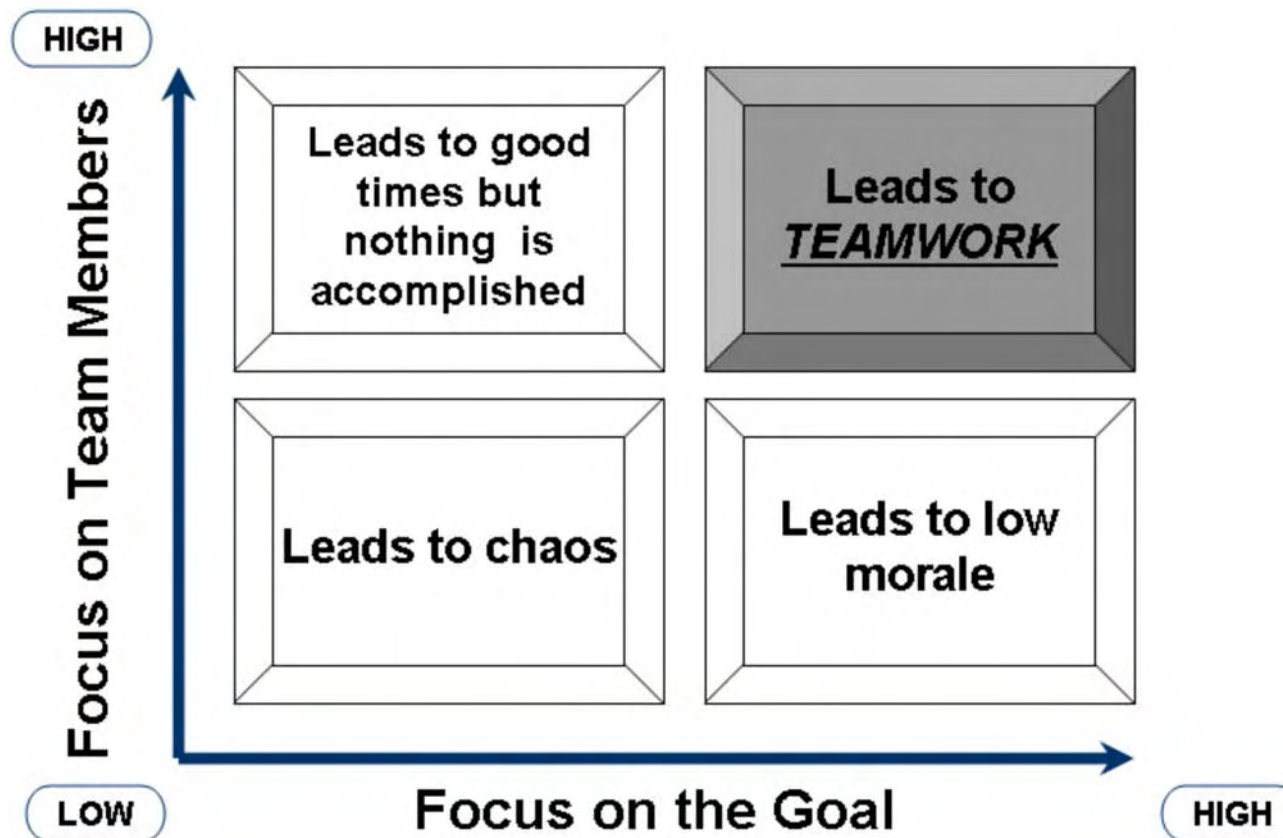 HIGH
Focus on Team Members
Leads to good
times but
nothing is
accomplished
Leads to
TEAMWORK
Leads to chaos
Leads to low
morale
LOW
Focus on the Goal
HIGH